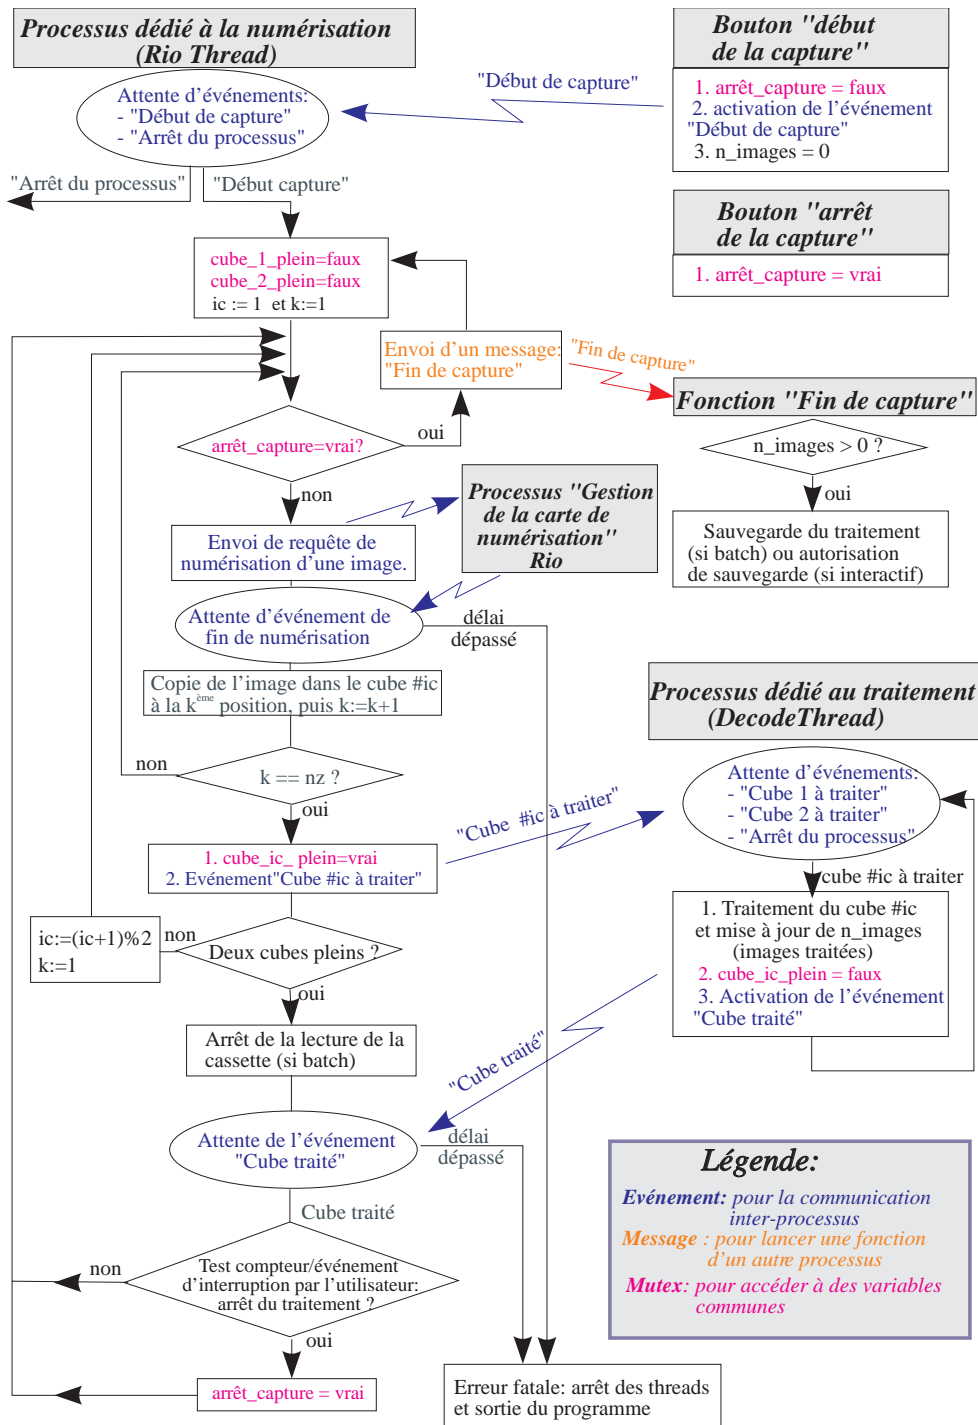 Processus dédié à la numérisation
(Rio Thread)
Attente d'événements:
- "Début de capture"
- "Arrêt du processus"
"Arrêt du processus"
"Début capture"
"Début de capture"
Bouton "début
de la capture"
1. arrêt_capture = faux
2. activation de l'événement
"Début de capture"
3. n_images = 0
Bouton "arrêt
de la capture"
1. arrêt_capture = vrai
cube_1_plein=faux
cube_2_plein=faux
ic := 1 et k:=1
Envoi d'un message:
"Fin de capture"
"Fin de capture"
Fonction "Fin de capture"
n_images > 0 ?
oui
Sauvegarde du traitement
(si batch) ou autorisation
de sauvegarde (si interactif)
arrêt_capture=vrai?
oui
non
Processus "Gestion
de la carte de
numérisation"
Rio
Envoi de requête de
numérisation d'une image.
Attente d'événement de
fin de numérisation
délai
dépassé
Copie de l'image dans le cube #ic
à la kème position, puis k:=k+1
non
k == nz ?
oui
1. cube_ic_ plein=vrai
2. Evénement"Cube #ic à traiter"
"Cube #ic à traiter"
Processus dédié au traitement
(DecodeThread)
Attente d'événements:
- "Cube 1 à traiter"
- "Cube 2 à traiter"
- "Arrêt du processus"
cube #ic à traiter
1. Traitement du cube #ic
et mise à jour de n_images
(images traitées)
2. cube_ic_plein = faux
3. Activation de l'événement
"Cube traité"
ic:=(ic+1)%2
k:=1
non
Deux cubes pleins ?
oui
Arrêt de la lecture de la
cassette (si batch)
"Cube traité"
Attente de l'événement
"Cube traité"
délai
dépassé
Cube traité
non
Test compteur/événement
d'interruption par l'utilisateur:
arrêt du traitement ?
oui
arrêt_capture = vrai
Erreur fatale: arrêt des threads
et sortie du programme
Légende:
Evénement: pour la communication
inter-processus
Message : pour lancer une fonction
d'un autre processus
Mutex: pour accéder à des variables
communes